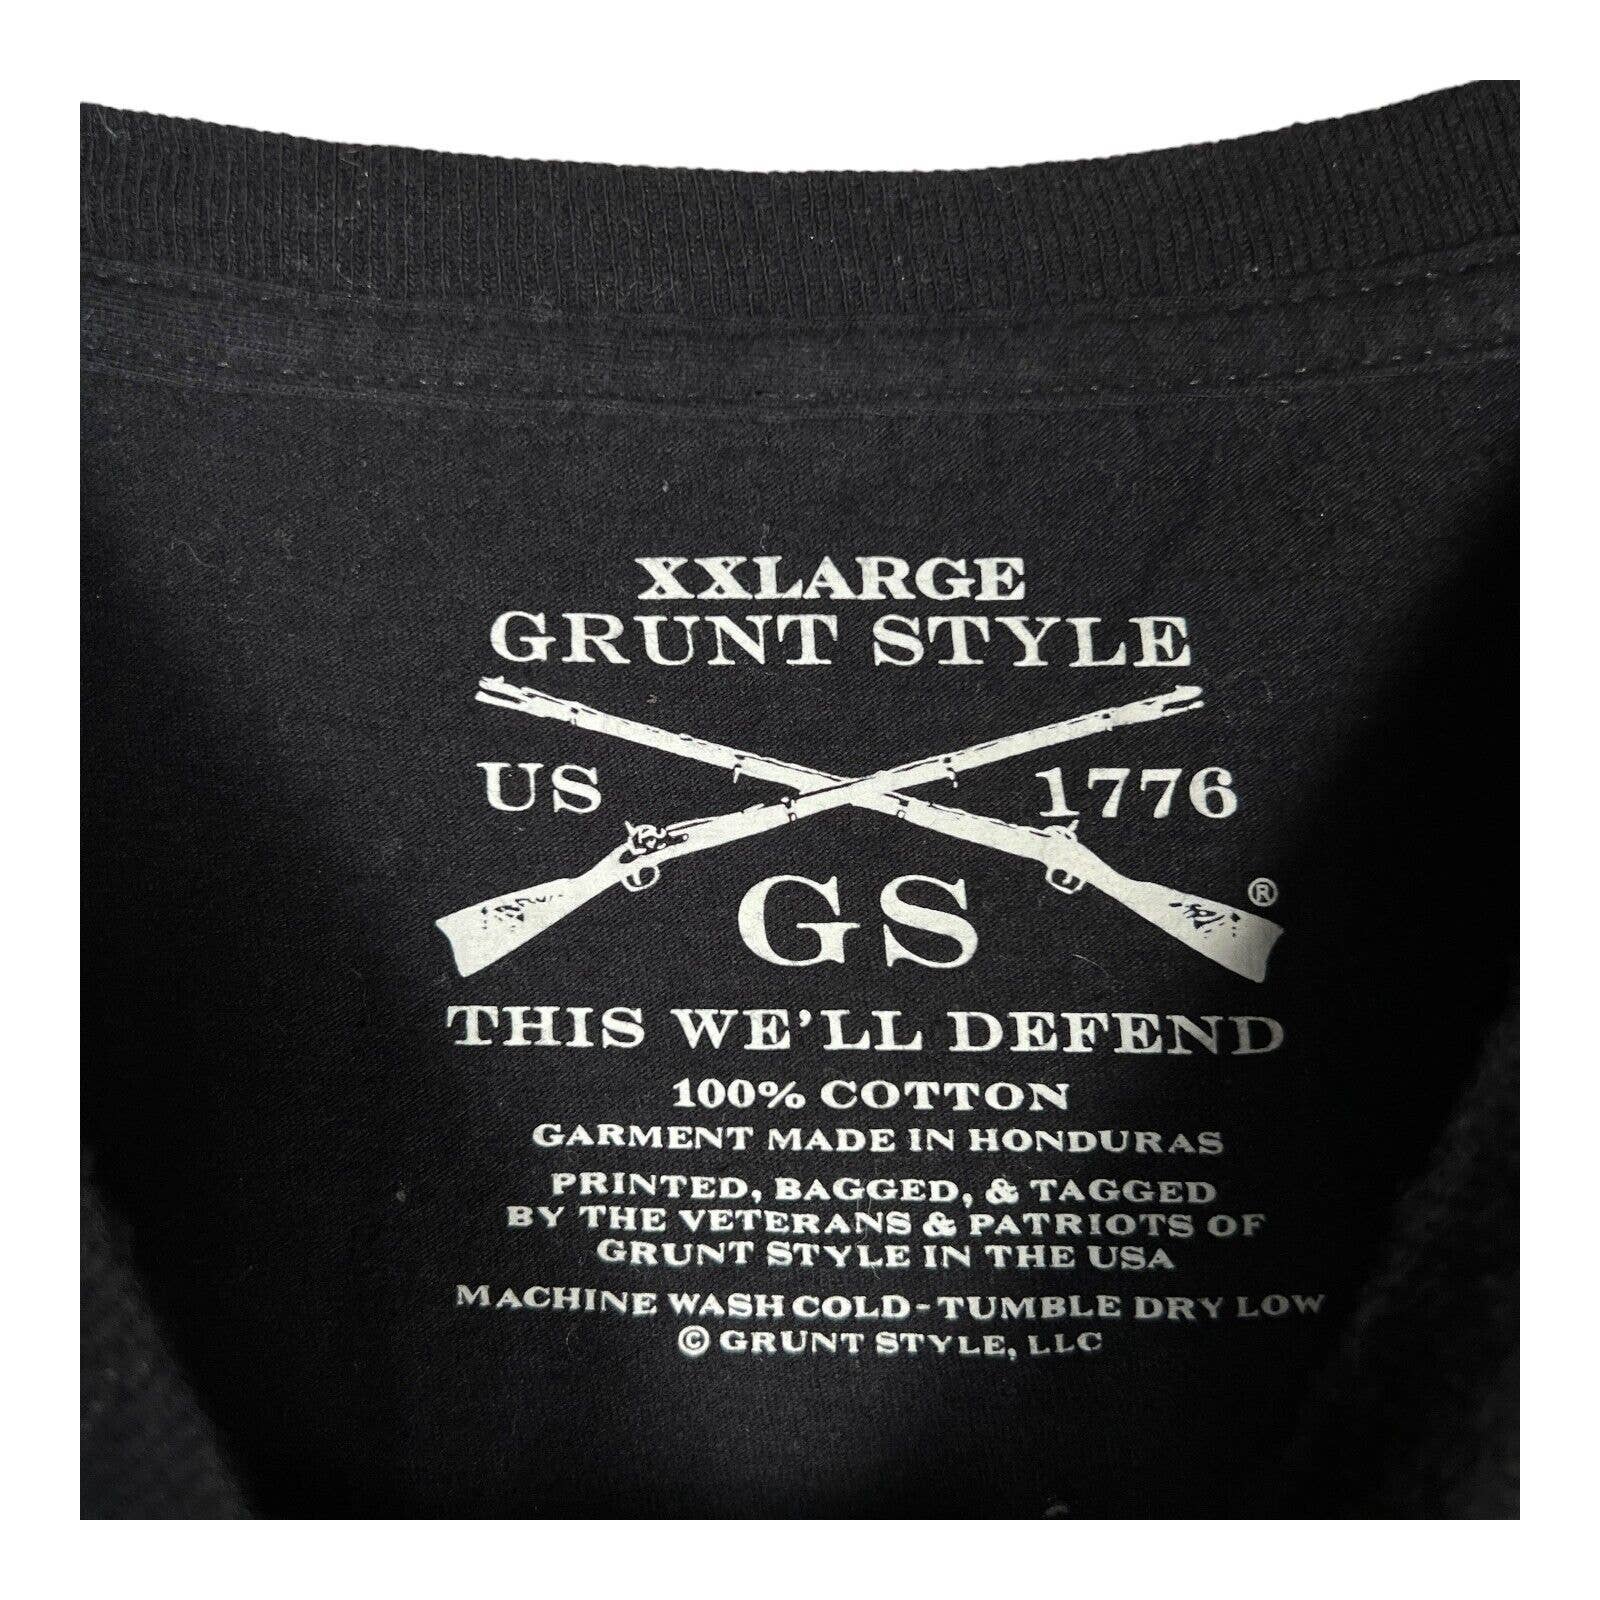 XXLARGE
GRUNT STYLE
US 1776
GS ®
THIS WE'LL DEFEND
100% COTTON
GARMENT MADE IN HONDURAS
PRINTED, BAGGED, & TAGGED
BY THE VETERANS & PATRIOTS OF
GRUNT STYLE IN THE USA
MACHINE WASH COLD - TUMBLE DRY LOW
© GRUNT STYLE, LLC